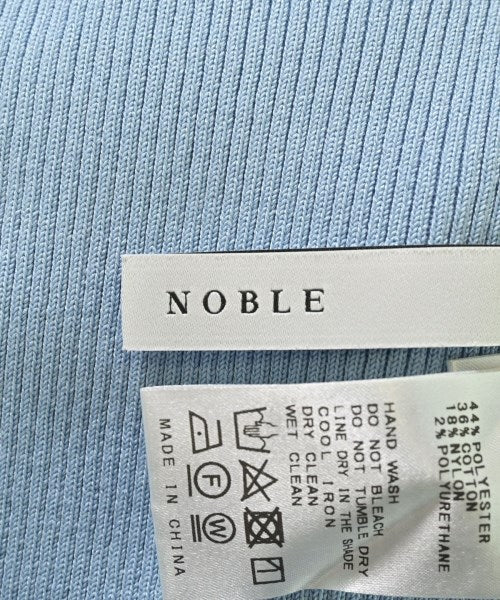 NOBLE
44% POLYESTER
36% COTTON
18% NYLON
2% POLYURETHANE
HAND WASH
DO NOT BLEACH
DO NOT TUMBLE DRY
LINE DRY IN THE SHADE
COOL IRON
DRY CLEAN
WET CLEAN
F
W
MADE IN CHINA